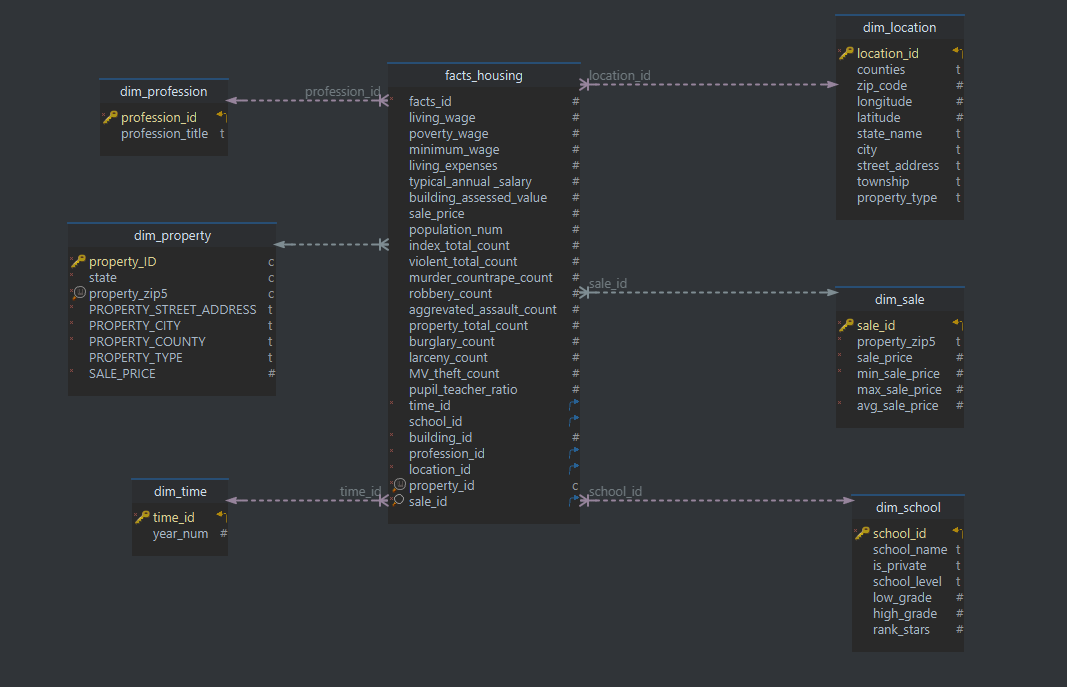 dim_profession
profession_id
profession_title t
dim_property
property_ID c
state c
property_zip5 c
PROPERTY_STREET_ADDRESS t
PROPERTY_CITY t
PROPERTY_COUNTY t
PROPERTY_TYPE t
SALE_PRICE #
dim_time
time_id
year_num #
profession_id
time_id
facts_housing
facts_id #
living_wage #
poverty_wage #
minimum_wage #
living_expenses #
typical_annual _salary #
building_assessed_value #
sale_price #
population_num #
index_total_count #
violent_total_count #
murder_countrape_count #
robbery_count #
aggrevated_assault_count #
property_total_count #
burglary_count #
larceny_count #
MV_theft_count #
pupil_teacher_ratio #
time_id
school_id
building_id #
profession_id
location_id
property_id c
sale_id
location_id
sale_id
school_id
dim_location
location_id
counties t
zip_code #
longitude #
latitude #
state_name t
city t
street_address t
township t
property_type t
dim_sale
sale_id
property_zip5 t
sale_price #
min_sale_price #
max_sale_price #
avg_sale_price #
dim_school
school_id
school_name t
is_private t
school_level t
low_grade #
high_grade #
rank_stars #